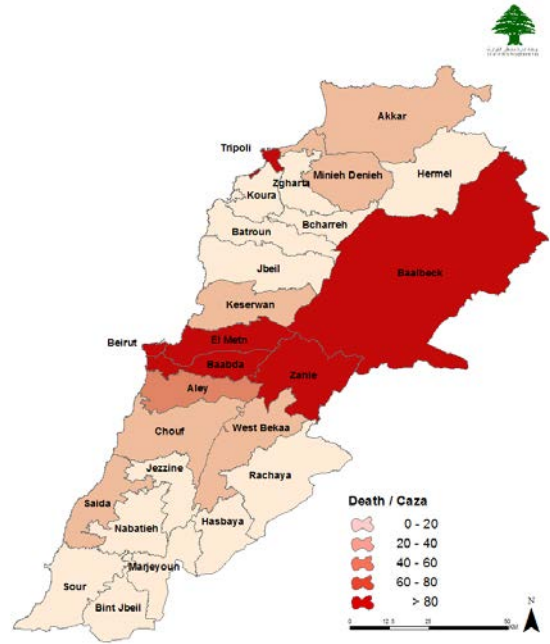 Akkar
Tripoli
Hermel
Zgharta
Minieh Denieh
Koura
Bcharreh
Batroun
Jbeil
Baalbeck
Keserwan
El Metn
Beirut
Baabda
Zahle
Aley
West Bekaa
Chouf
Jezzine
Rachaya
Saida
Hasbaya
Nabatieh
Marjeyoun
Sour
Bint Jbeil
Death / Caza
0 - 20
20 - 40
40 - 60
60 - 80
> 80
N